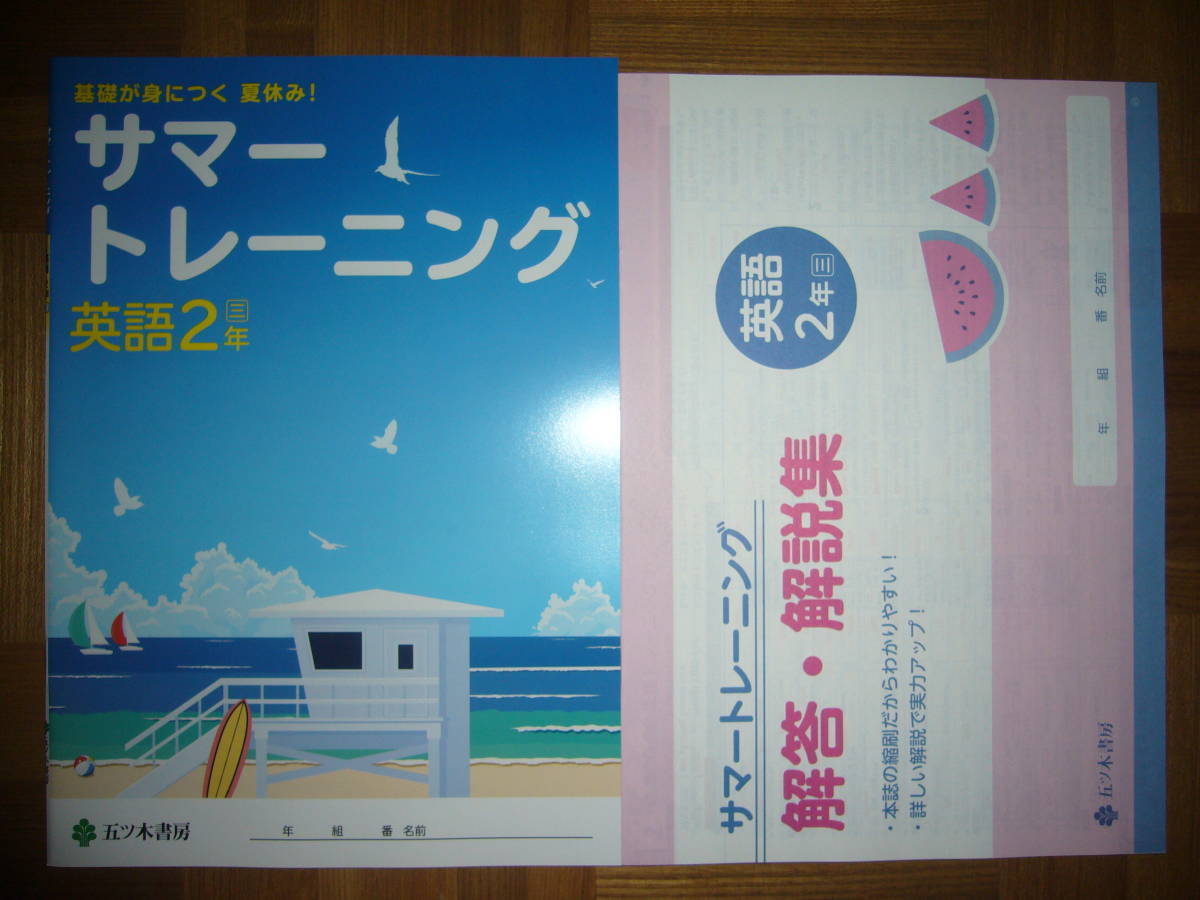 基礎が身につく 夏休み！
サマー
トレーニング
英語2年
三
五ツ木書房
年 組 番 名前
英語
2年 三
サマートレーニング
解答・解説集
・本誌の縮刷だからわかりやすい！
・詳しい解説で実力アップ！
年 組 番 名前
五ツ木書房